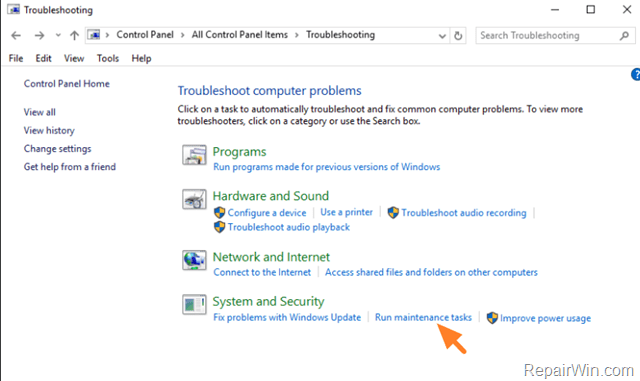 Troubleshooting
Control Panel > All Control Panel Items > Troubleshooting
Search Troubleshooting
File Edit View Tools Help
Control Panel Home
View all
View history
Change settings
Get help from a friend
?
Troubleshoot computer problems
Click on a task to automatically troubleshoot and fix common computer problems. To view more
troubleshooters, click on a category or use the Search box.
Programs
Run programs made for previous versions of Windows
Hardware and Sound
Configure a device | Use a printer | Troubleshoot audio recording |
Troubleshoot audio playback
Network and Internet
Connect to the Internet | Access shared files and folders on other computers
System and Security
Fix problems with Windows Update | Run maintenance tasks | Improve power usage
RepairWin.com